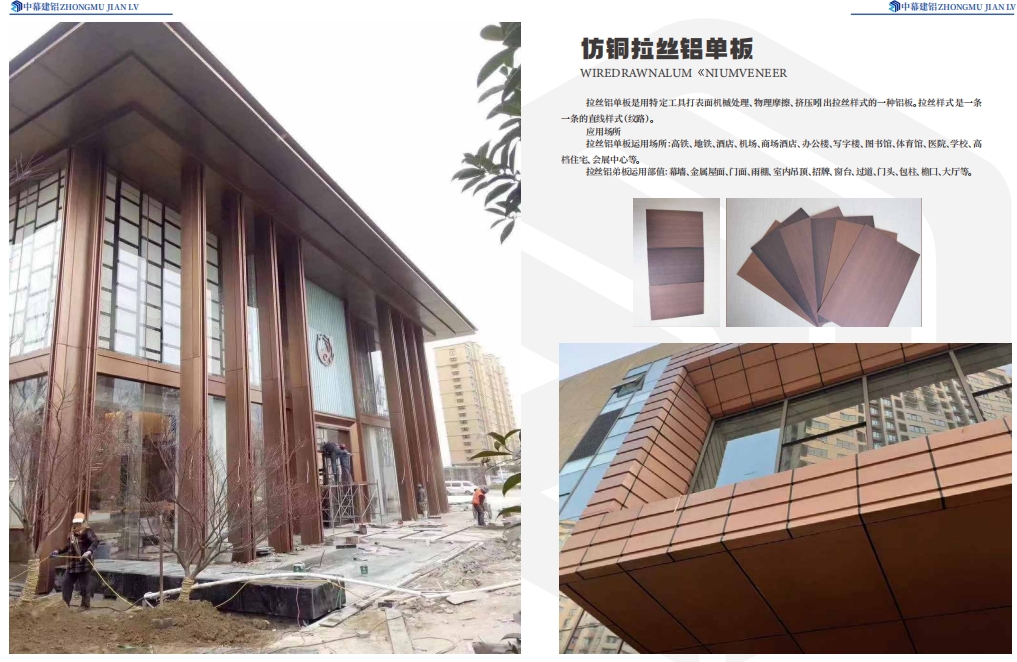 中幕建铝ZHONGMU JIAN LV
中幕建铝ZHONGMU JIAN LV
仿铜拉丝铝单板
WIREDRAWNALUM《NIUMVENEER
拉丝铝单板是用特定工具打表面机械处理、物理摩擦、挤压吲出拉丝样式的一种铝板。拉丝样式是一条
一条的直线样式(纹路)。
应用场所
拉丝铝单板运用场所:高铁、地铁、酒店、机场、商场酒店、办公楼、写字楼、图书馆、体育馆、医院、学校、高
档住宅、会展中心等。
拉丝铝单板运用部值:幕墙、金属屋面、门面、雨棚、室内吊顶、招牌、窗台、过道、门头、包柱、檐口、大厅等。